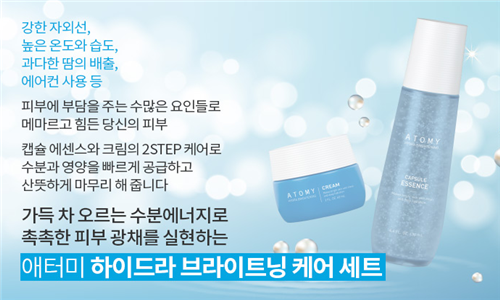 강한 자외선,
높은 온도와 습도,
과다한 땀의 배출,
에어컨 사용 등
피부에 부담을 주는 수많은 요인들로
메마르고 힘든 당신의 피부
캡슐 에센스와 크림의 2STEP 케어로
수분과 영양을 빠르게 공급하고
산뜻하게 마무리 해 줍니다
가득 차 오르는 수분에너지로
촉촉한 피부 광채를 실현하는
애터미 하이드라 브라이트닝 케어 세트
ATOMY
CREAM
ATOMY
CAPSULE
ESSENCE